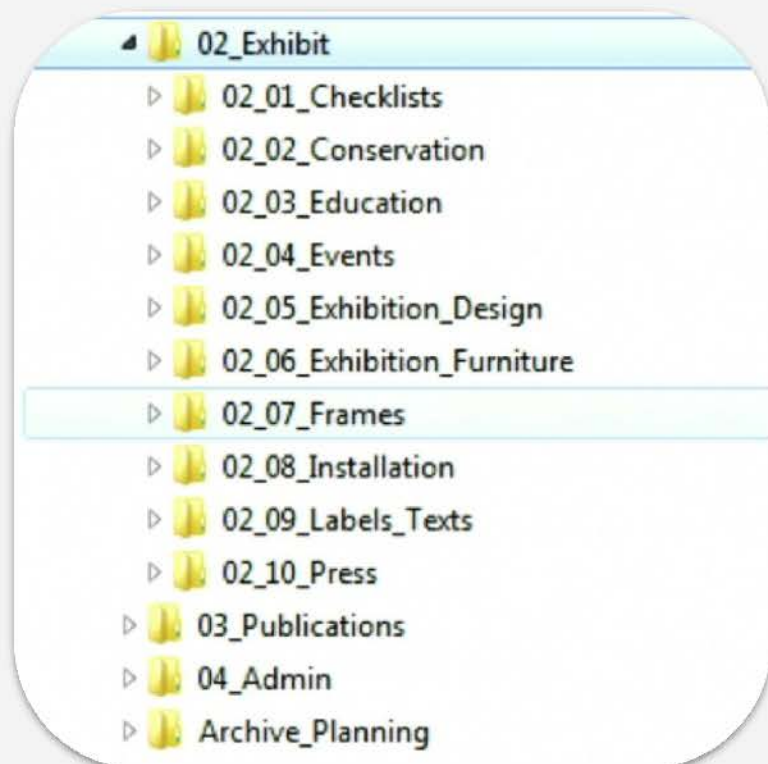 02_Exhibit
02_01_Checklists
02_02_Conservation
02_03_Education
02_04_Events
02_05_Exhibition_Design
02_06_Exhibition_Furniture
02_07_Frames
02_08_Installation
02_09_Labels_Texts
02_10_Press
03_Publications
04_Admin
Archive_Planning